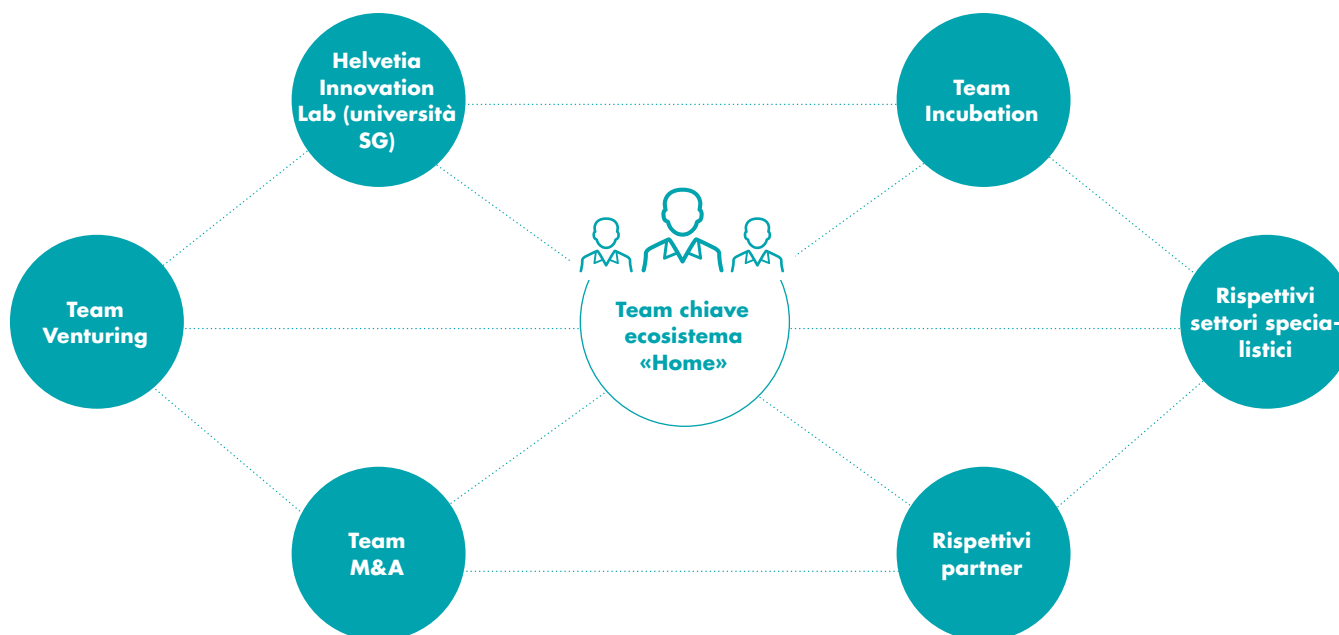 Helvetia
Innovation
Lab (università
SG)
Team
Incubation
Team
Venturing
Team chiave
ecosistema
«Home»
Rispettivi
settori specia-
listici
Team
M&A
Rispettivi
partner